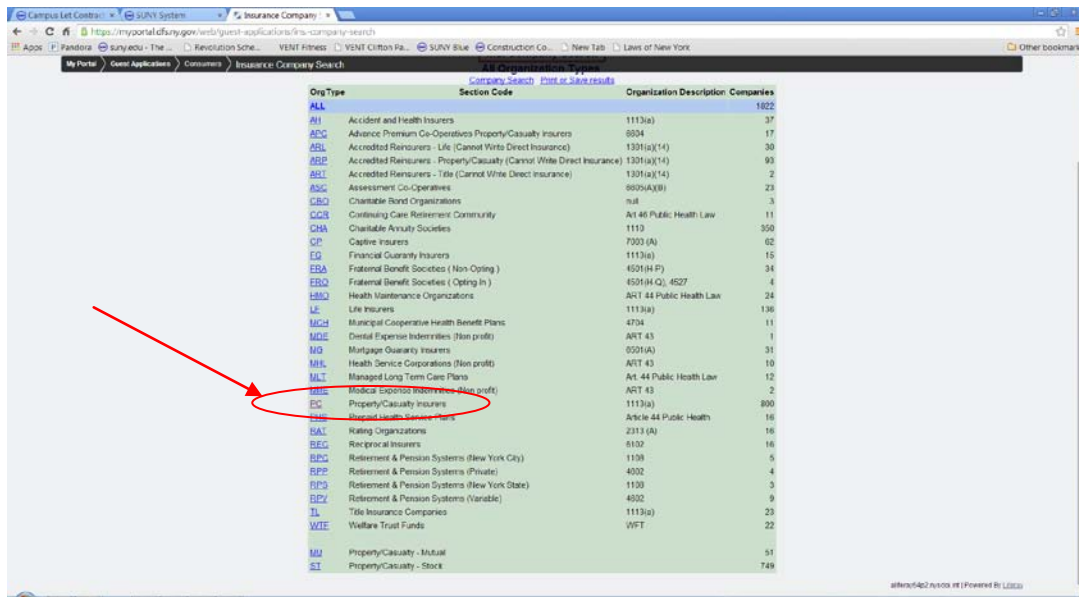 Campus Let Contract SUNY System Insurance Company S
https://myportal.dfs.ny.gov/web/guest-applications/ins.-company-search
Apps Pandora suny.edu - The ... Revolution Sche... VENT Fitness VENT Clifton Pa... SUNY Blue Construction Co... New Tab Laws of New York Other bookmark
My Portal Guest Applications Consumers Insurance Company Search
All Organization Types
Company Search Print or Save results
Org Type Section Code Organization Description Companies
ALL 1822
AH Accident and Health Insurers 1113(a) 37
APC Advance Premium Co-Operatives Property/Casualty Insurers 6604 17
ARL Accredited Reinsurers - Life (Cannot Write Direct Insurance) 1301(a)(14) 30
ARP Accredited Reinsurers - Property/Casualty (Cannot Write Direct Insurance) 1301(a)(14) 93
ART Accredited Reinsurers - Title (Cannot Write Direct Insurance) 1301(a)(14) 2
ASC Assessment Co-Operatives 6605(A)(B) 23
CBO Charitable Bond Organizations null 3
CCR Continuing Care Retirement Community Art 46 Public Health Law 11
CHA Charitable Annuity Societies 1110 350
CP Captive Insurers 7003 (A) 62
FG Financial Guaranty Insurers 1113(a) 15
FRA Fraternal Benefit Societies ( Non-Opting ) 4501(H-P) 34
FRO Fraternal Benefit Societies ( Opting In ) 4501(H-Q), 4527 4
HMO Health Maintenance Organizations ART 44 Public Health Law 24
LF Life Insurers 1113(a) 136
MCH Municipal Cooperative Health Benefit Plans 4704 11
MDE Dental Expense Indemnities (Non profit) ART 43 1
MG Mortgage Guaranty Insurers 6501(A) 31
MHL Health Service Corporations (Non profit) ART 43 10
MLT Managed Long Term Care Plans Art. 44 Public Health Law 12
MME Medical Expense Indemnities (Non profit) ART 43 2
PC Property/Casualty Insurers 1113(a) 800
PHS Prepaid Health Service Plans Article 44 Public Health 16
RAT Rating Organizations 2313 (A) 16
REC Reciprocal Insurers 6102 16
RPC Retirement & Pension Systems (New York City) 1108 5
RPP Retirement & Pension Systems (Private) 4602 4
RPS Retirement & Pension Systems (New York State) 1108 3
RPV Retirement & Pension Systems (Variable) 4602 9
TL Title Insurance Companies 1113(a) 23
WTF Welfare Trust Funds WFT 22
MU Property/Casualty - Mutual 51
ST Property/Casualty - Stock 749
Powered By Liferay